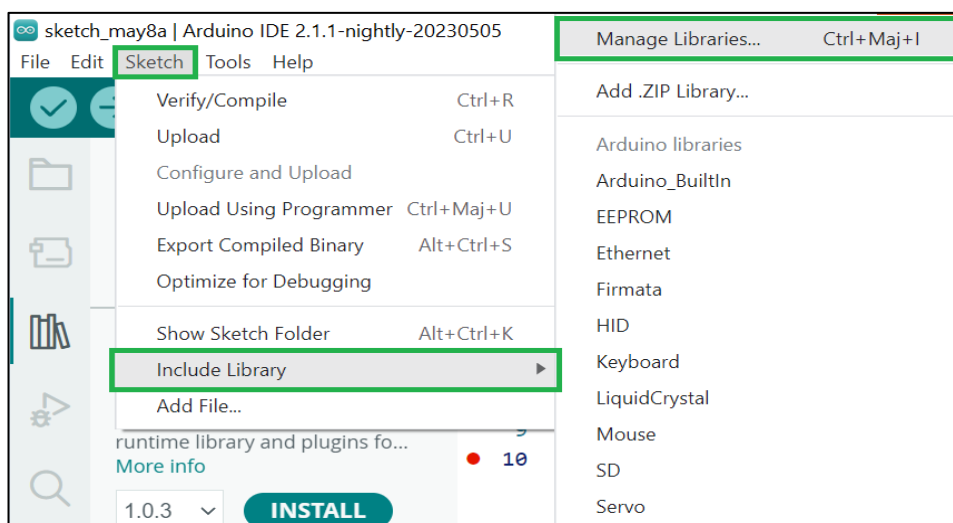 sketch_may8a | Arduino IDE 2.1.1-nightly-20230505
File Edit Sketch Tools Help
Verify/Compile Ctrl+R
Upload Ctrl+U
Configure and Upload
Upload Using Programmer Ctrl+Maj+U
Export Compiled Binary Alt+Ctrl+S
Optimize for Debugging
Show Sketch Folder Alt+Ctrl+K
Include Library
Add File...
runtime library and plugins fo...
More info
1.0.3 INSTALL
9
10
Manage Libraries... Ctrl+Maj+I
Add .ZIP Library...
Arduino libraries
Arduino_BuiltIn
EEPROM
Ethernet
Firmata
HID
Keyboard
LiquidCrystal
Mouse
SD
Servo